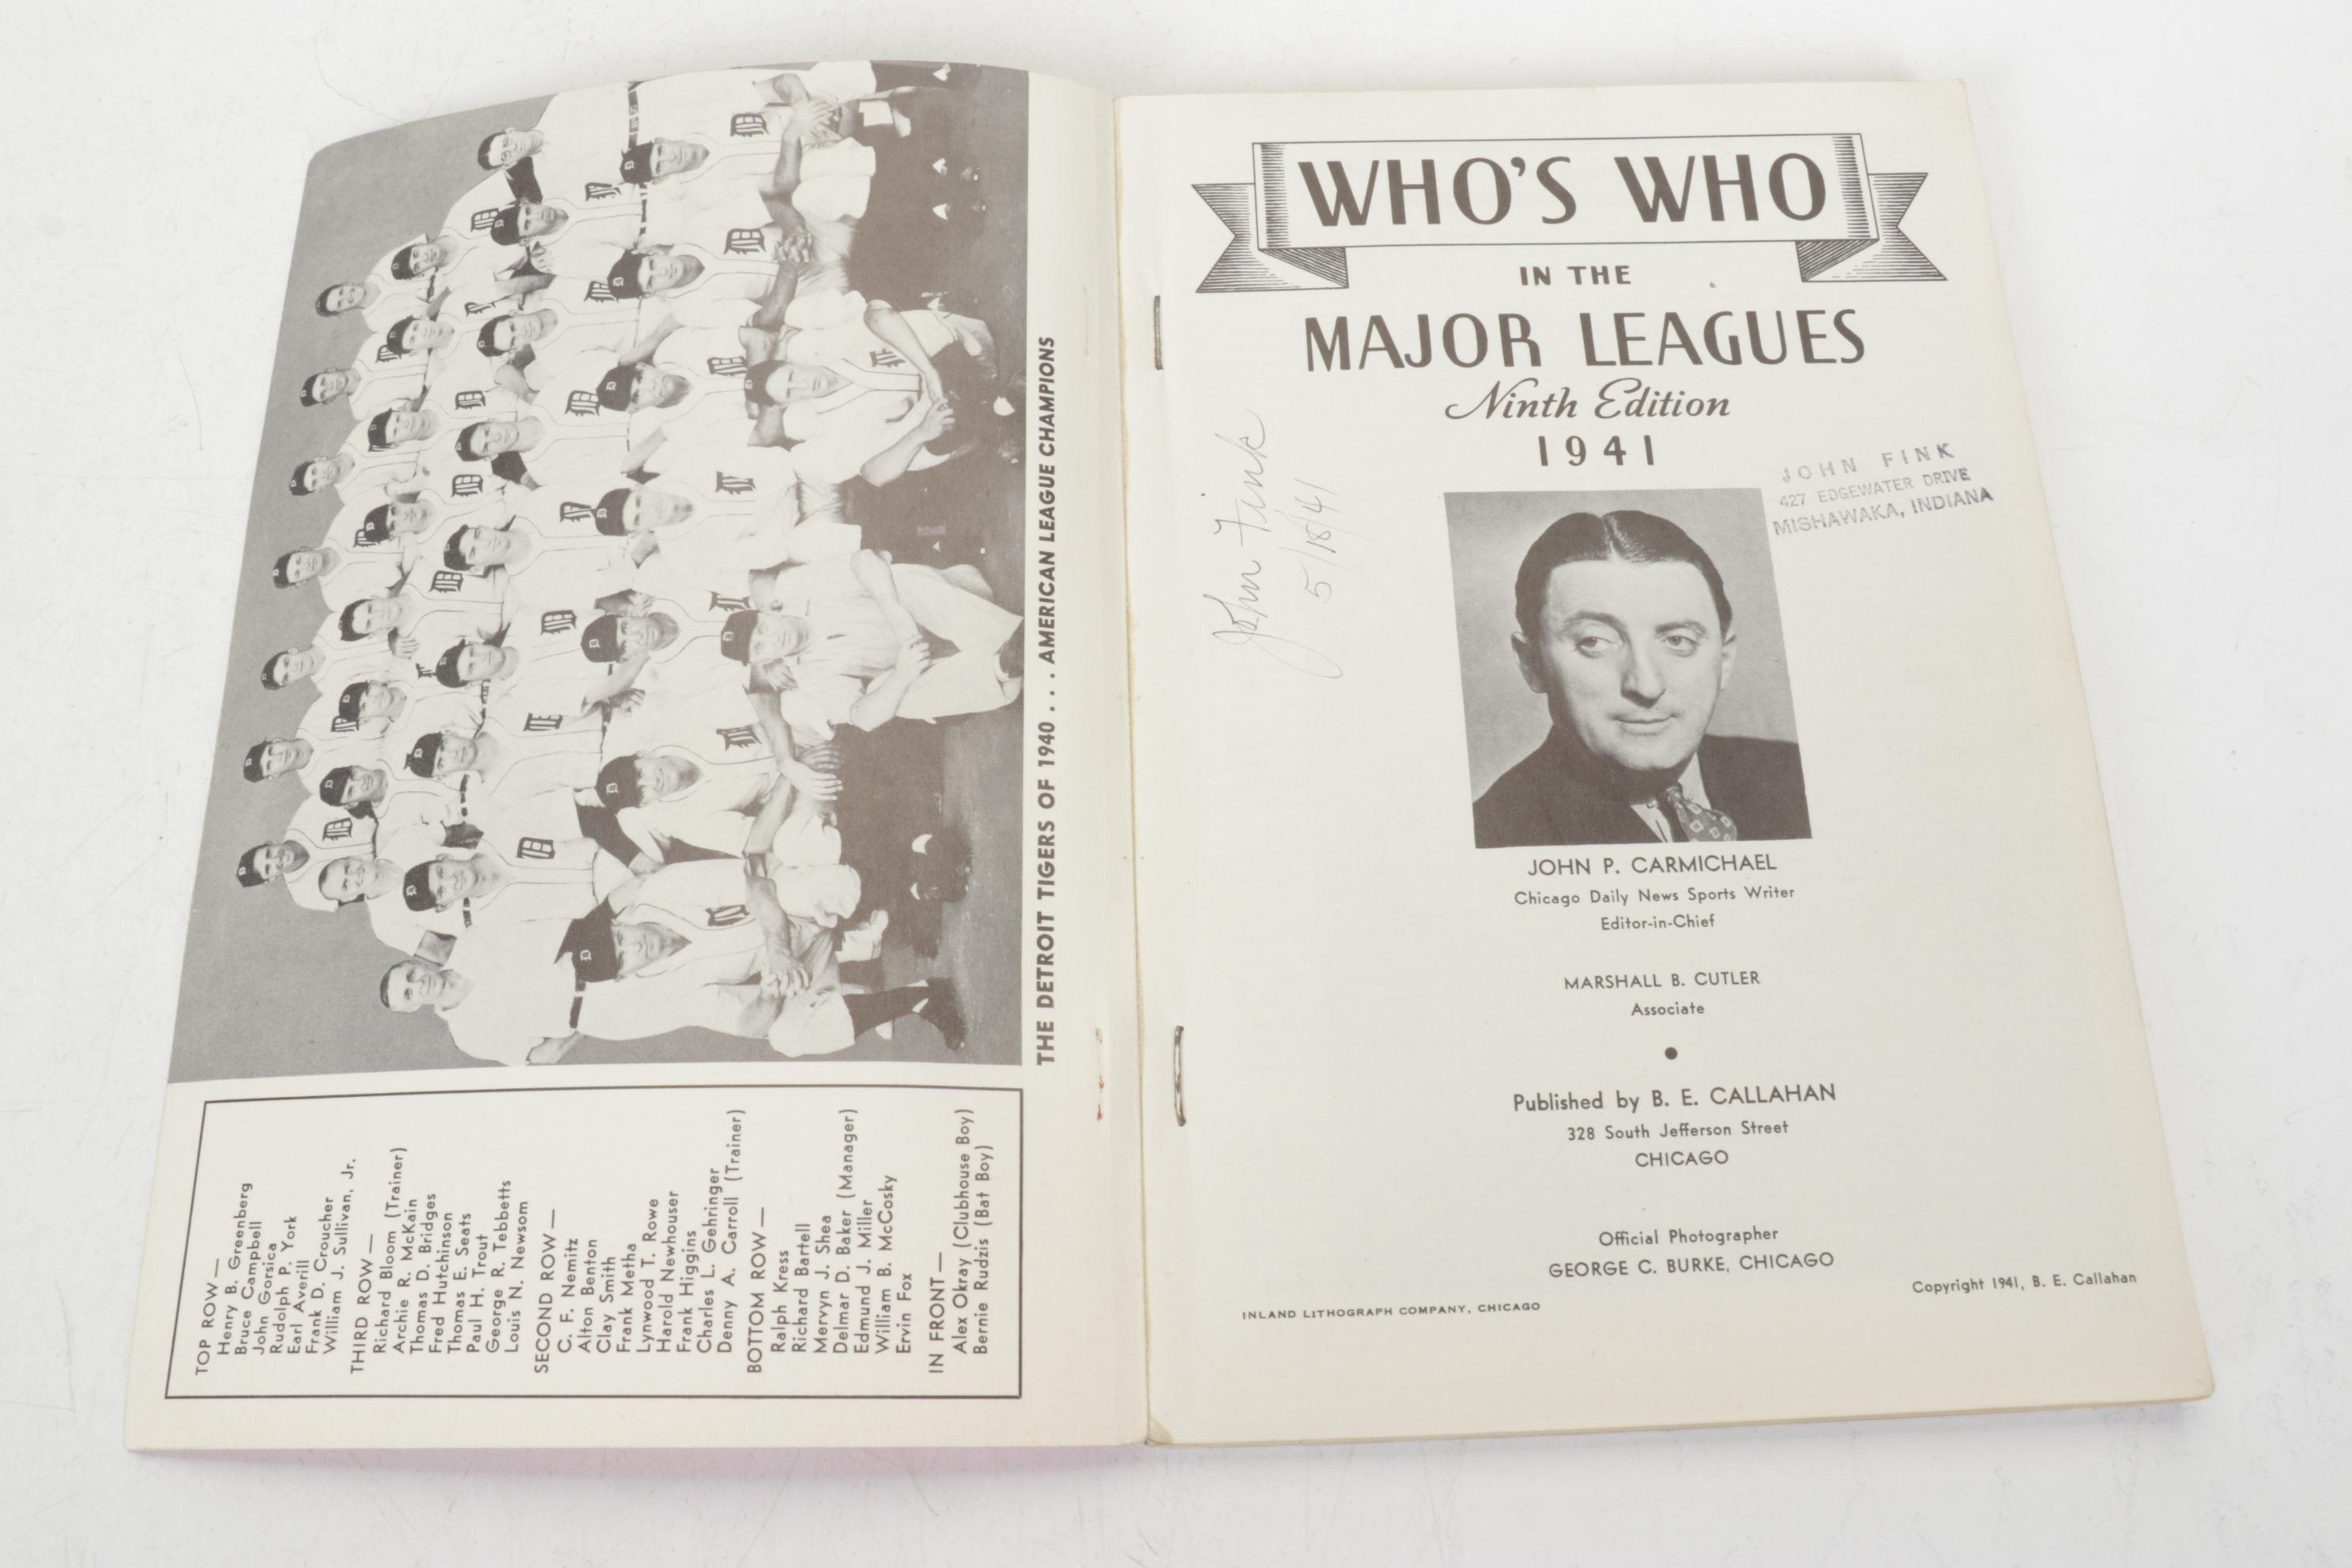 THE DETROIT TIGERS OF 1940 . . . AMERICAN LEAGUE CHAMPIONS
TOP ROW —
Henry B. Greenberg
Bruce Campbell
John Gorsica
Rudolph P. York
Earl Averill
Frank D. Croucher
William J. Sullivan, Jr.
THIRD ROW —
Richard Bloom (Trainer)
Archie R. McKain
Thomas D. Bridges
Fred Hutchinson
Thomas E. Seats
Paul H. Trout
George R. Tebbetts
Louis N. Newsom
SECOND ROW —
C. F. Nemitz
Alton Benton
Clay Smith
Frank Metha
Lynwood T. Rowe
Harold Newhouser
Frank Higgins
Charles L. Gehringer
Denny A. Carroll (Trainer)
BOTTOM ROW —
Ralph Kress
Richard Bartell
Mervyn J. Shea
Delmar D. Baker (Manager)
Edmund J. Miller
William B. McCosky
Ervin Fox
IN FRONT —
Alex Okray (Clubhouse Boy)
Bernie Rudzis (Bat Boy)
WHO'S WHO
IN THE
MAJOR LEAGUES
Ninth Edition
1941
John Fink
5/18/41
JOHN FINK
427 EDGEWATER DRIVE
MISHAWAKA, INDIANA
JOHN P. CARMICHAEL
Chicago Daily News Sports Writer
Editor-in-Chief
MARSHALL B. CUTLER
Associate
Published by B. E. CALLAHAN
328 South Jefferson Street
CHICAGO
Official Photographer
GEORGE C. BURKE, CHICAGO
Copyright 1941, B. E. Callahan
INLAND LITHOGRAPH COMPANY, CHICAGO